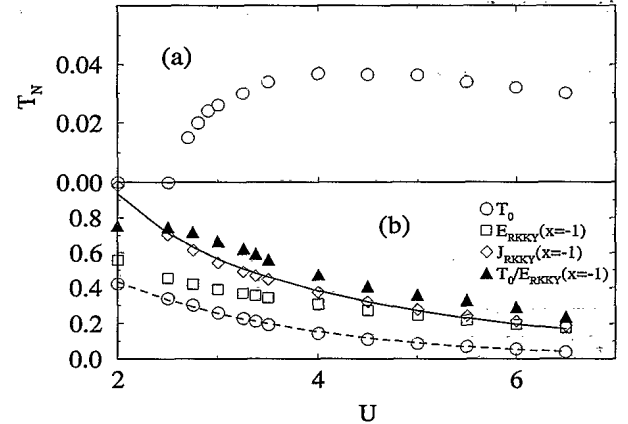 (a)
T_N
0.04
0.02
0.00
(b)
T_0
E_RKKY(x=-1)
J_RKKY(x=-1)
T_0/E_RKKY(x=-1)
0.8
0.6
0.4
0.2
0.0
2
4
6
U